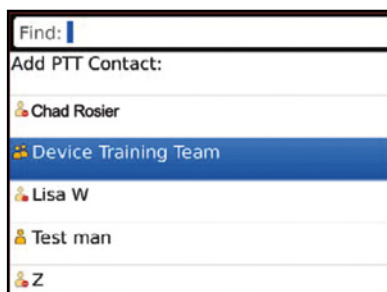 Find:
Add PTT Contact:
Chad Rosier
Device Training Team
Lisa W
Test man
Z